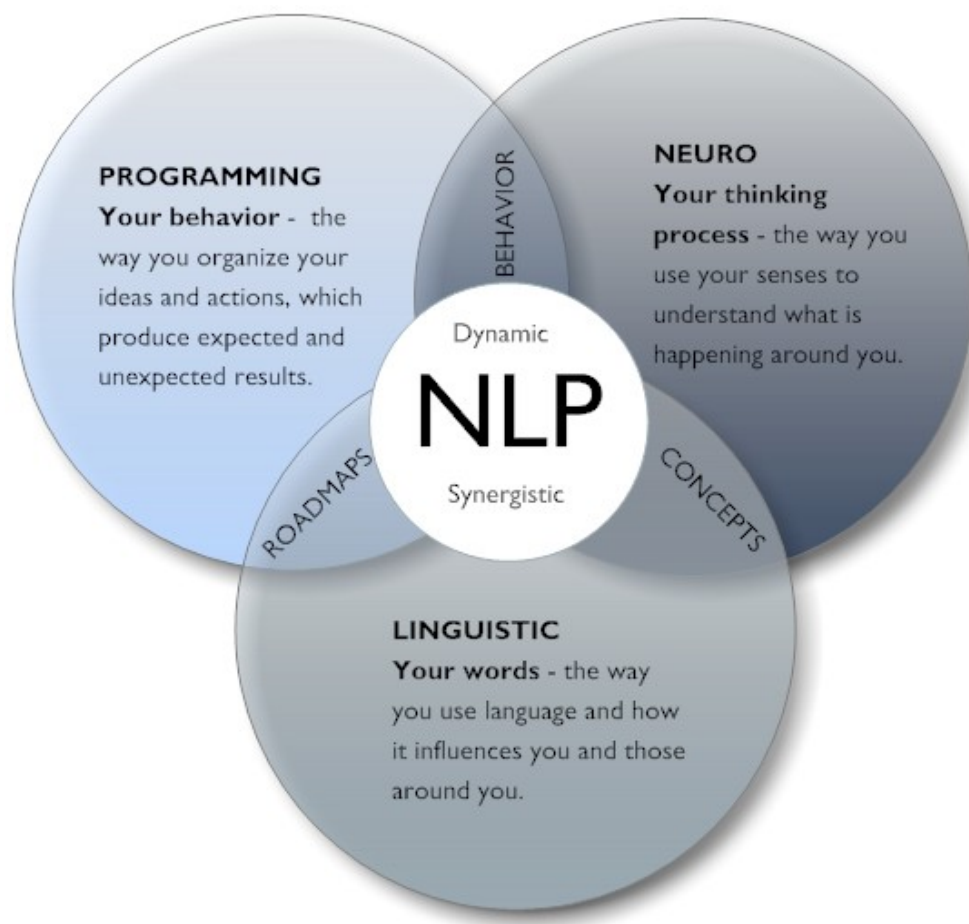 PROGRAMMING
Your behavior - the
way you organize your
ideas and actions, which
produce expected and
unexpected results.
BEHAVIOR
NEURO
Your thinking
process - the way you
use your senses to
understand what is
happening around you.
Dynamic
NLP
Synergistic
ROADMAPS
CONCEPTS
LINGUISTIC
Your words - the way
you use language and how
it influences you and those
around you.